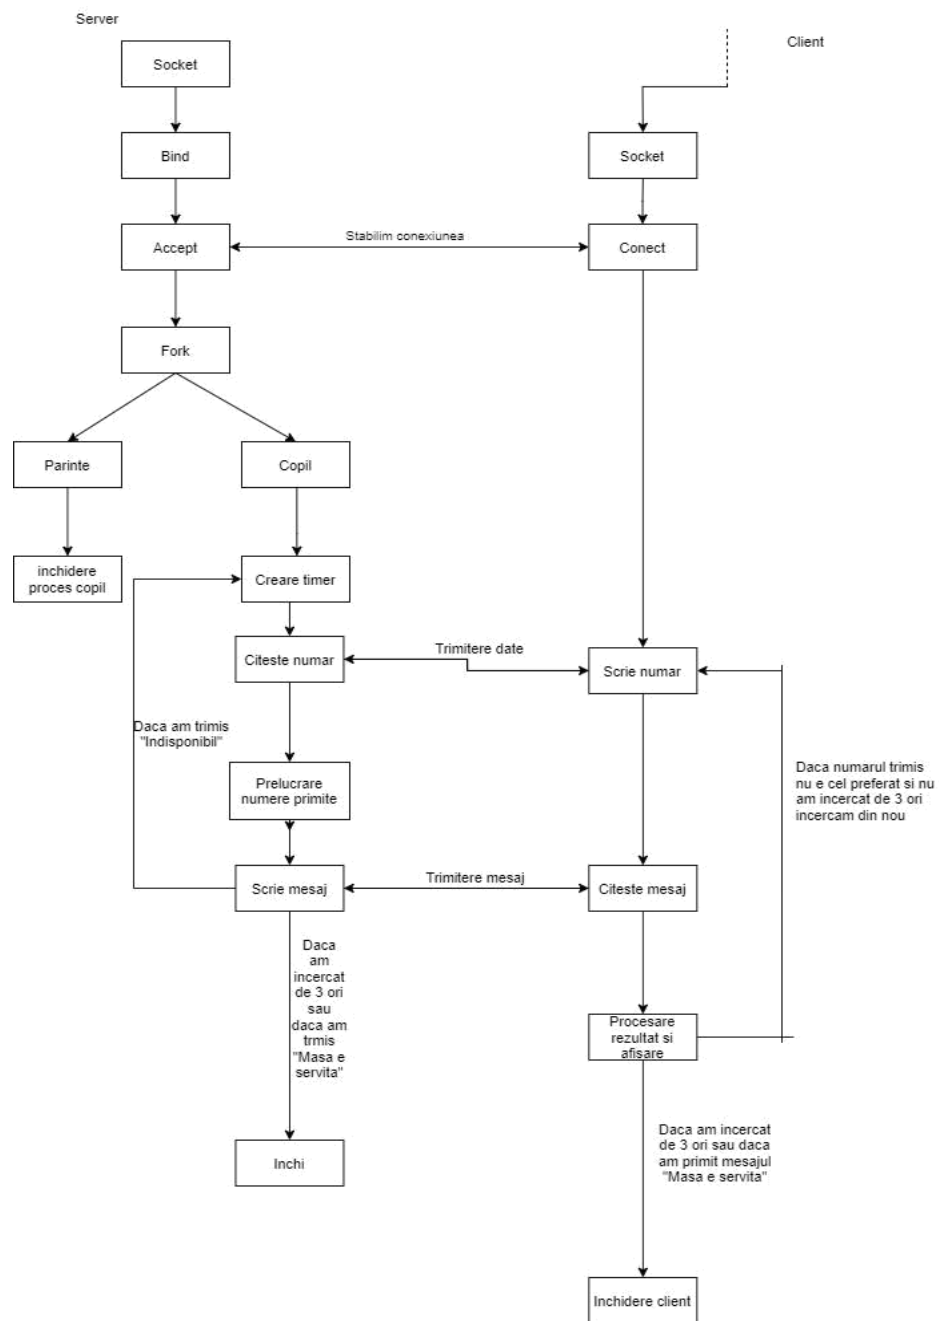 Server
Client
Socket
Socket
Bind
Accept
Stabilim conexiunea
Conect
Fork
Parinte
Copil
inchidere
proces copil
Creare timer
Citeste numar
Trimitere date
Scrie numar
Daca am trimis
"Indisponibil"
Prelucrare
numere primite
Daca numarul trimis
nu e cel preferat si nu
am incercat de 3 ori
incercam din nou
Scrie mesaj
Trimitere mesaj
Citeste mesaj
Daca
am
incercat
de 3 ori
sau
daca am
trmis
"Masa e
servita"
Procesare
rezultat si
afisare
Inchi
Daca am incercat
de 3 ori sau daca
am primit mesajul
"Masa e servita"
Inchidere client